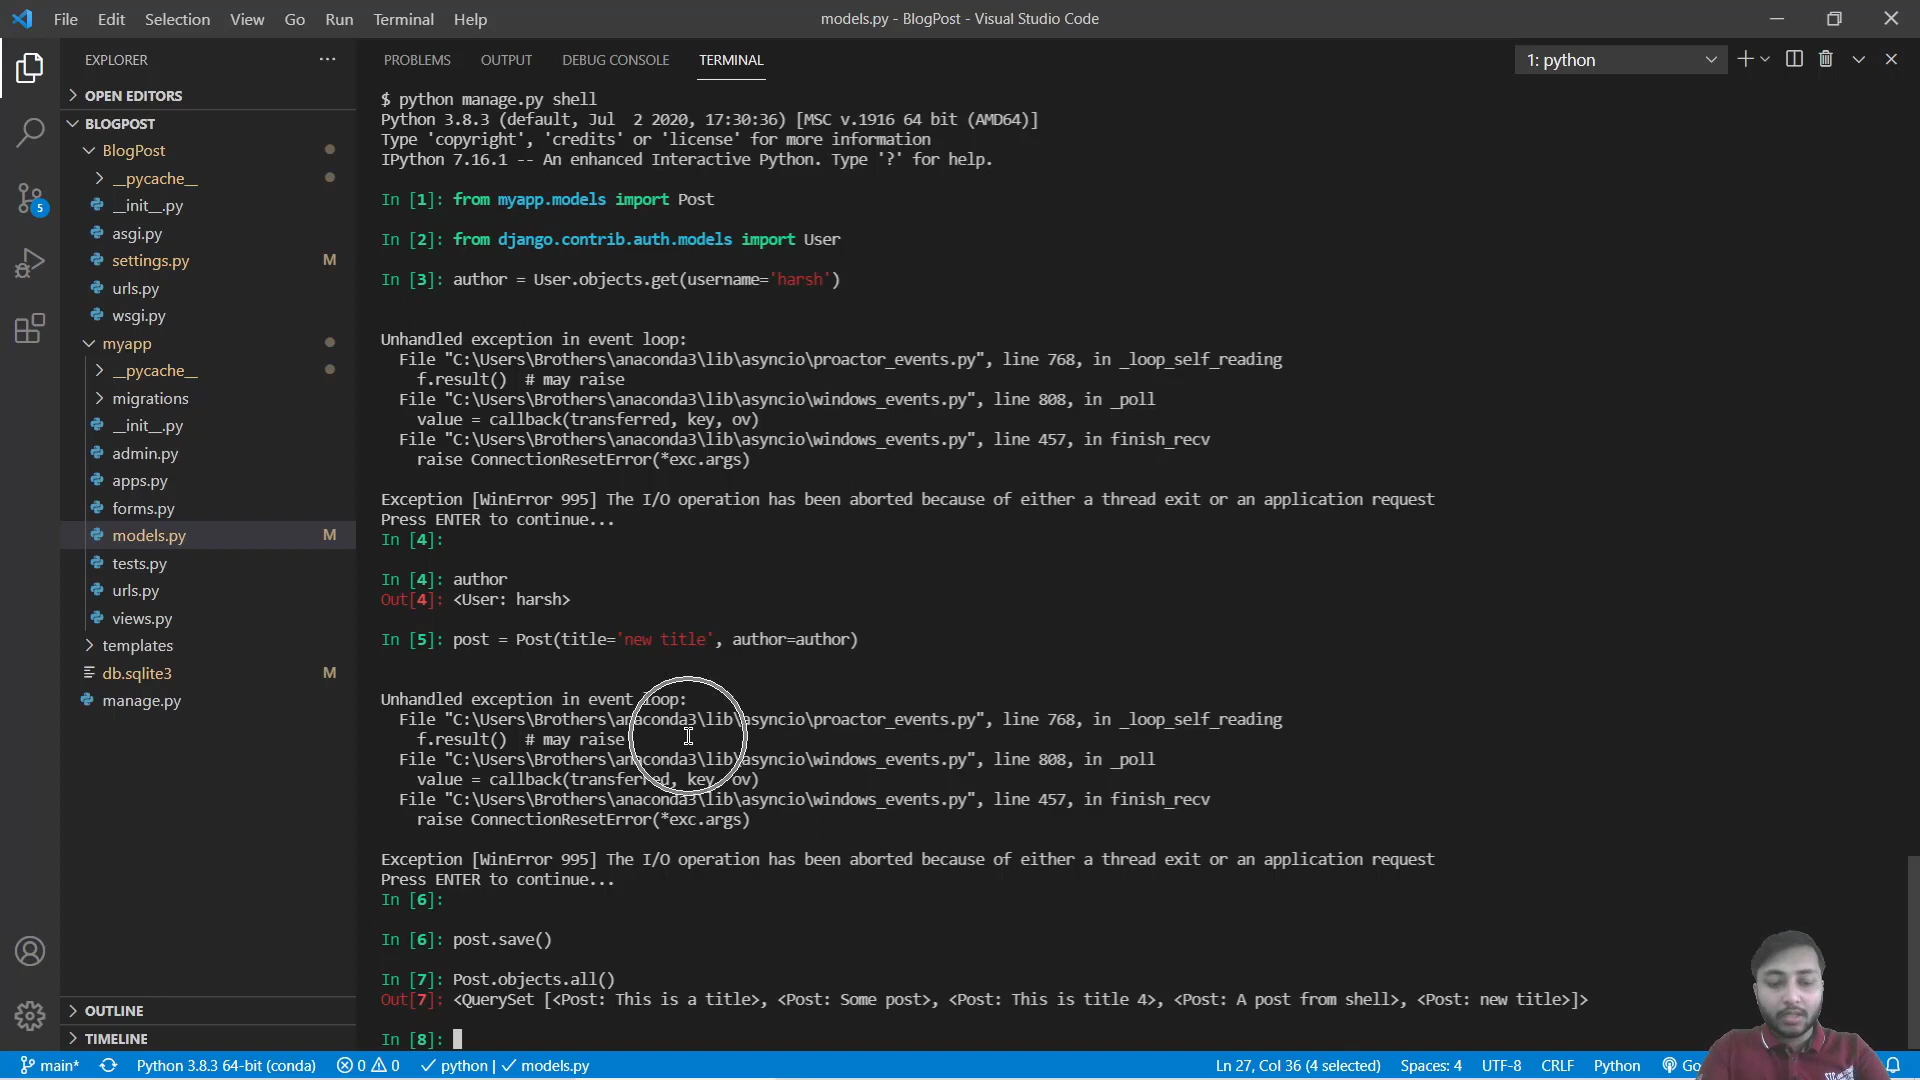 File Edit Selection View Go Run Terminal Help
models.py - BlogPost - Visual Studio Code
EXPLORER
OPEN EDITORS
BLOGPOST
BlogPost
__pycache__
__init__.py
asgi.py
settings.py M
urls.py
wsgi.py
myapp
__pycache__
migrations
__init__.py
admin.py
apps.py
forms.py
models.py M
tests.py
urls.py
views.py
templates
db.sqlite3 M
manage.py
OUTLINE
TIMELINE
5
PROBLEMS OUTPUT DEBUG CONSOLE TERMINAL
1: python
$ python manage.py shell
Python 3.8.3 (default, Jul  2 2020, 17:30:36) [MSC v.1916 64 bit (AMD64)]
Type 'copyright', 'credits' or 'license' for more information
IPython 7.16.1 -- An enhanced Interactive Python. Type '?' for help.
In [1]: from myapp.models import Post
In [2]: from django.contrib.auth.models import User
In [3]: author = User.objects.get(username='harsh')
Unhandled exception in event loop:
  File "C:\Users\Brothers\anaconda3\lib\asyncio\proactor_events.py", line 768, in _loop_self_reading
    f.result()  # may raise
  File "C:\Users\Brothers\anaconda3\lib\asyncio\windows_events.py", line 808, in _poll
    value = callback(transferred, key, ov)
  File "C:\Users\Brothers\anaconda3\lib\asyncio\windows_events.py", line 457, in finish_recv
    raise ConnectionResetError(*exc.args)
Exception [WinError 995] The I/O operation has been aborted because of either a thread exit or an application request
Press ENTER to continue...
In [4]:
In [4]: author
Out[4]: <User: harsh>
In [5]: post = Post(title='new title', author=author)
Unhandled exception in event loop:
  File "C:\Users\Brothers\anaconda3\lib\asyncio\proactor_events.py", line 768, in _loop_self_reading
    f.result()  # may raise
  File "C:\Users\Brothers\anaconda3\lib\asyncio\windows_events.py", line 808, in _poll
    value = callback(transferred, key, ov)
  File "C:\Users\Brothers\anaconda3\lib\asyncio\windows_events.py", line 457, in finish_recv
    raise ConnectionResetError(*exc.args)
Exception [WinError 995] The I/O operation has been aborted because of either a thread exit or an application request
Press ENTER to continue...
In [6]:
In [6]: post.save()
In [7]: Post.objects.all()
Out[7]: <QuerySet [<Post: This is a title>, <Post: Some post>, <Post: This is title 4>, <Post: A post from shell>, <Post: new title>]>
In [8]:
main* Python 3.8.3 64-bit (conda) 0 0 python | models.py Ln 27, Col 36 (4 selected) Spaces: 4 UTF-8 CRLF Python Go